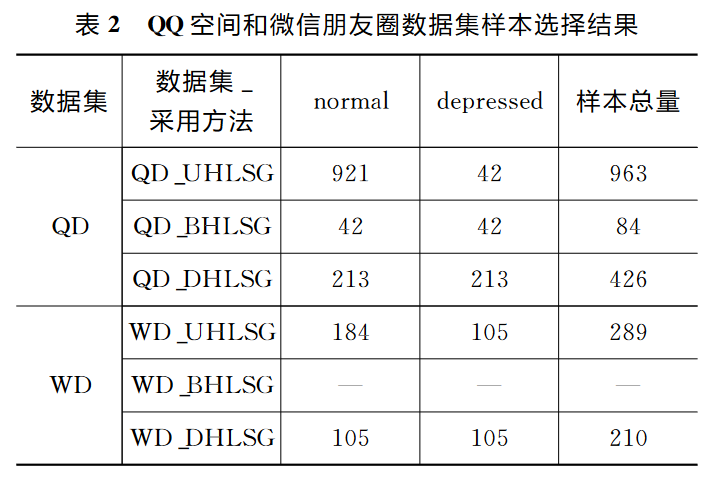 表 2 QQ 空间和微信朋友圈数据集样本选择结果
数据集 数据集_采用方法 normal depressed 样本总量
QD QD_UHLSG 921 42 963
QD_BHLSG 42 42 84
QD_DHLSG 213 213 426
WD WD_UHLSG 184 105 289
WD_BHLSG — — —
WD_DHLSG 105 105 210